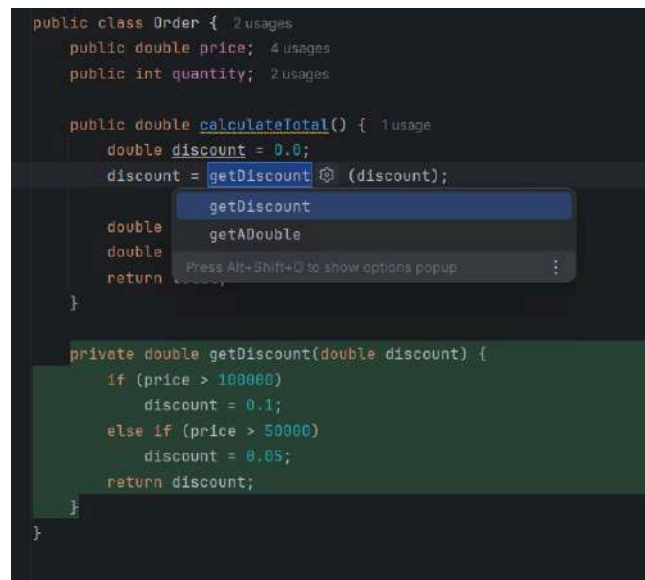 public class Order { 2 usages
public double price; 4 usages
public int quantity; 2 usages
public double calculateTotal() { 1 usage
double discount = 0.0;
discount = getDiscount (discount);
getDiscount
double
getADouble
double
Press Alt+Shift+O to show options popup
return
}
private double getDiscount(double discount) {
if (price > 100000)
discount = 0.1;
else if (price > 50000)
discount = 0.05;
return discount;
}
}